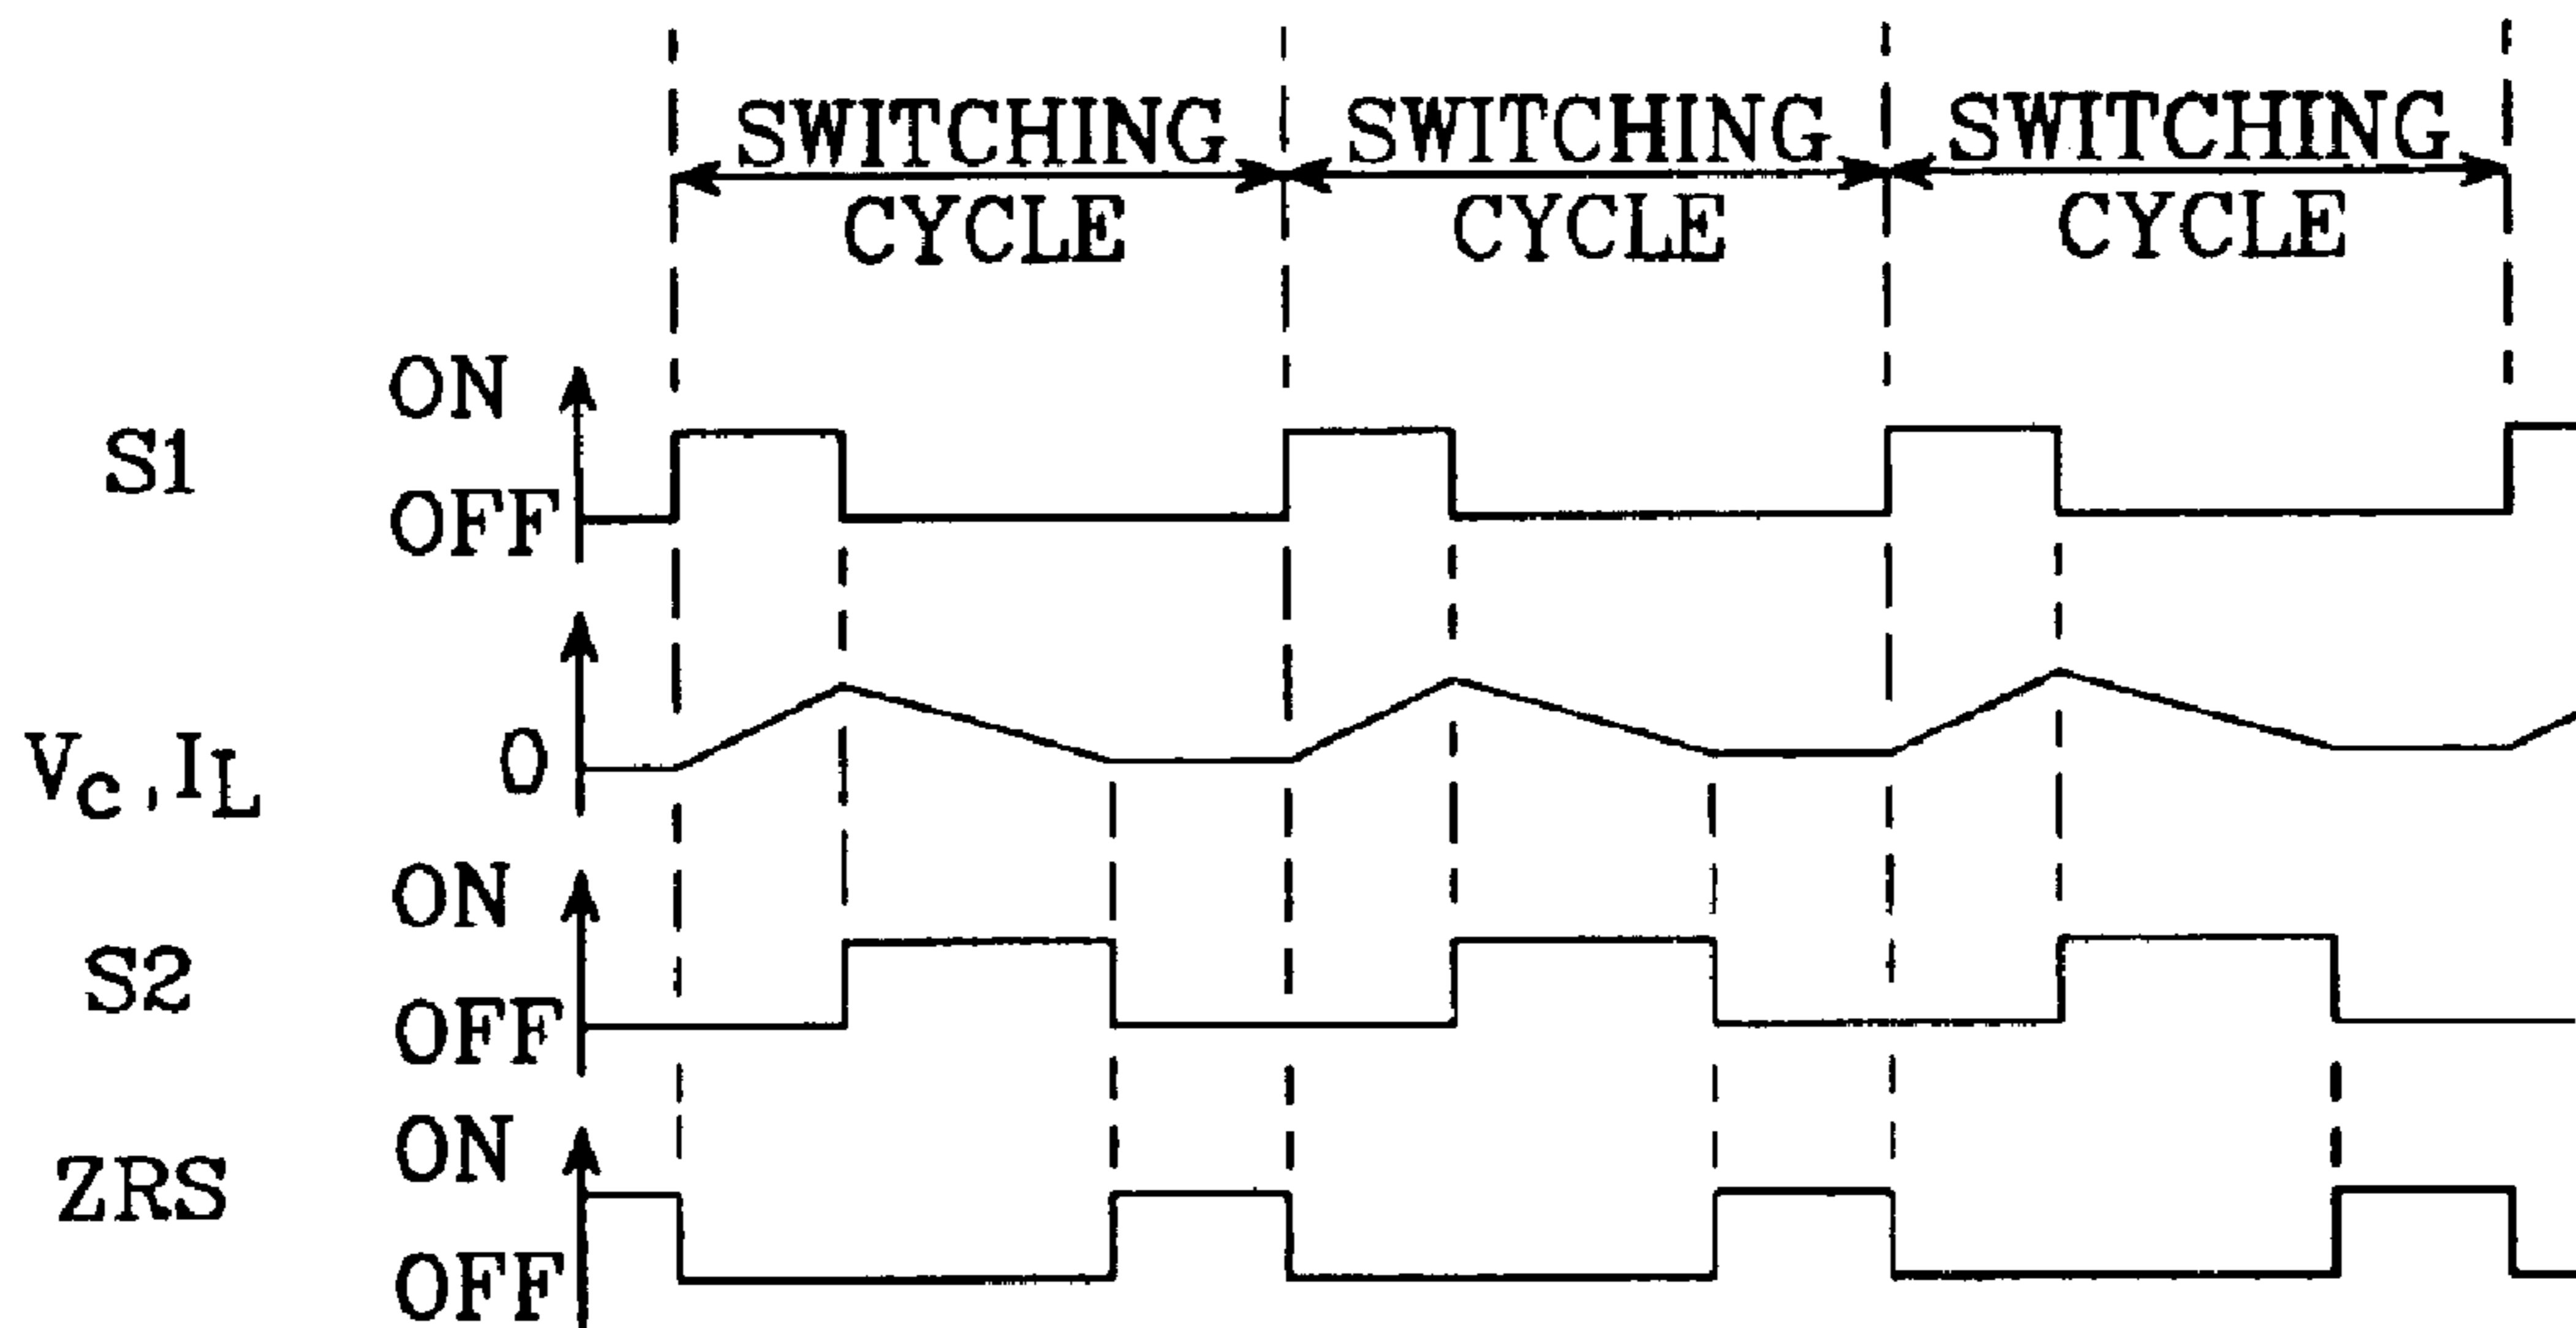 SWITCHING CYCLE
SWITCHING CYCLE
SWITCHING CYCLE
S1
ON
OFF
Vc, IL
0
S2
ON
OFF
ZRS
ON
OFF